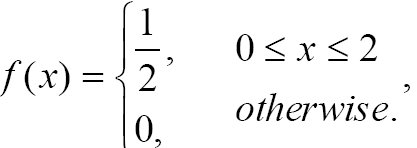 f(x) = { 1/2, 0 ≤ x ≤ 2
0, otherwise. ,